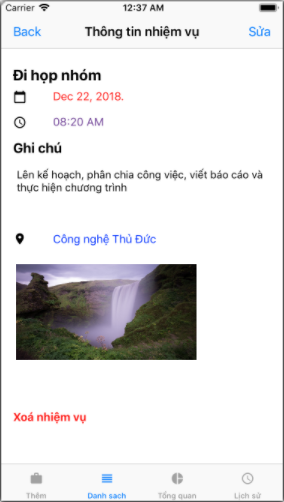 Carrier 12:37 AM
Back Thông tin nhiệm vụ Sửa
Đi họp nhóm
Dec 22, 2018.
08:20 AM
Ghi chú
Lên kế hoạch, phân chia công việc, viết báo cáo và
thực hiện chương trình
Công nghệ Thủ Đức
Xoá nhiệm vụ
Thêm Danh sach Tổng quan Lịch sử